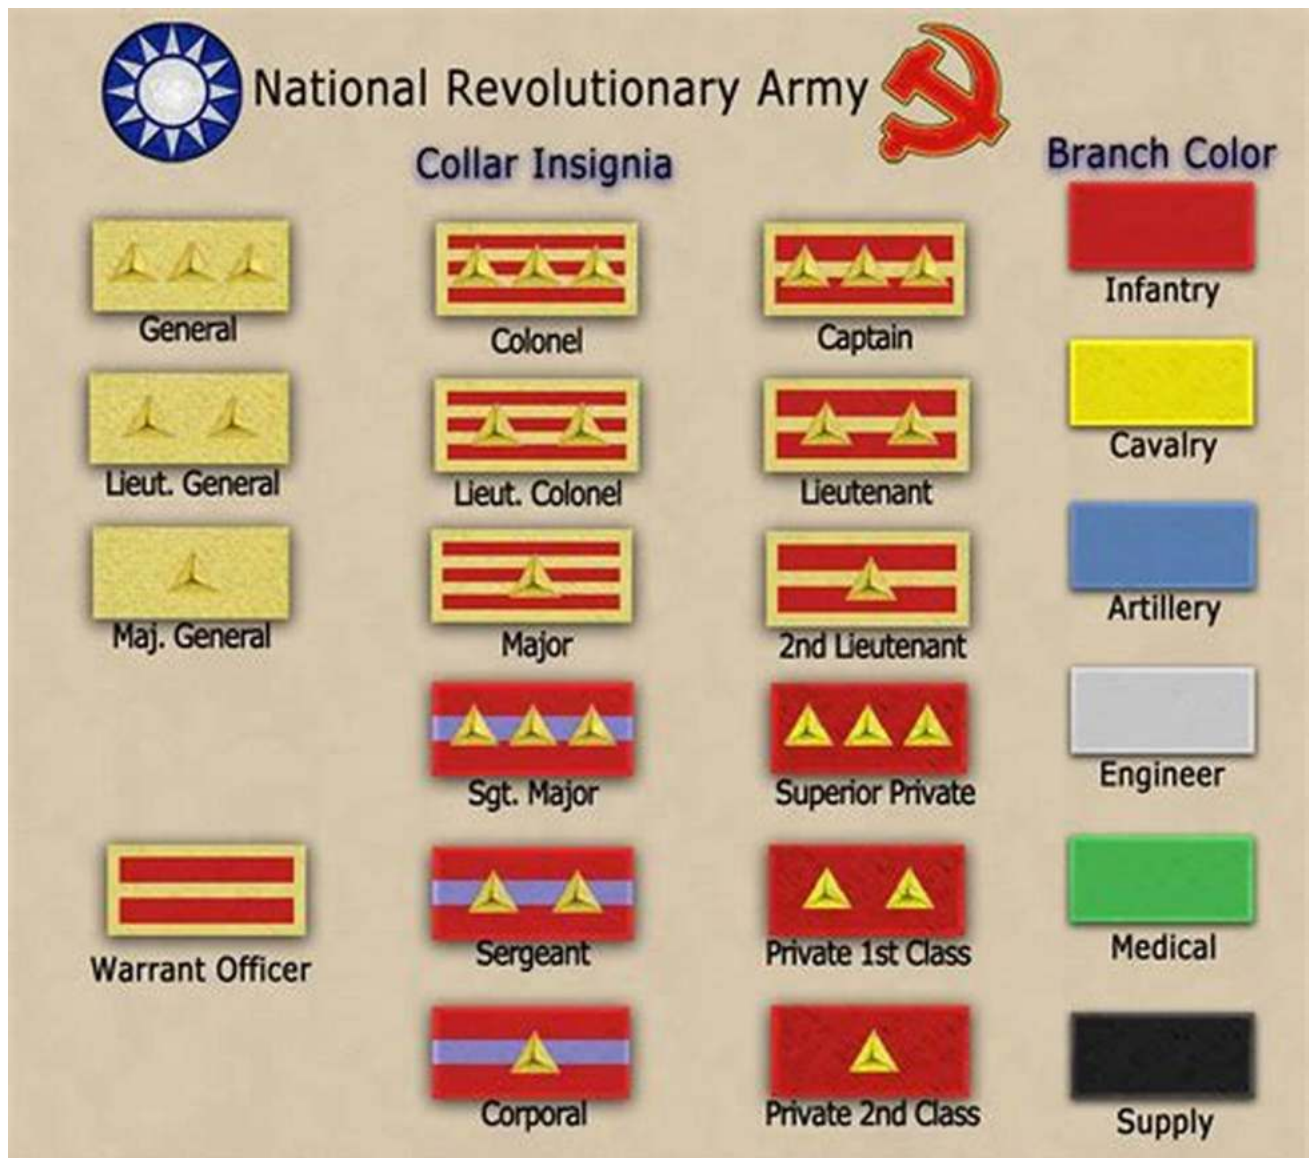 National Revolutionary Army
Collar Insignia
Branch Color
General
Colonel
Captain
Infantry
Lieut. General
Lieut. Colonel
Lieutenant
Cavalry
Maj. General
Major
2nd Lieutenant
Artillery
Sgt. Major
Superior Private
Engineer
Warrant Officer
Sergeant
Private 1st Class
Medical
Corporal
Private 2nd Class
Supply